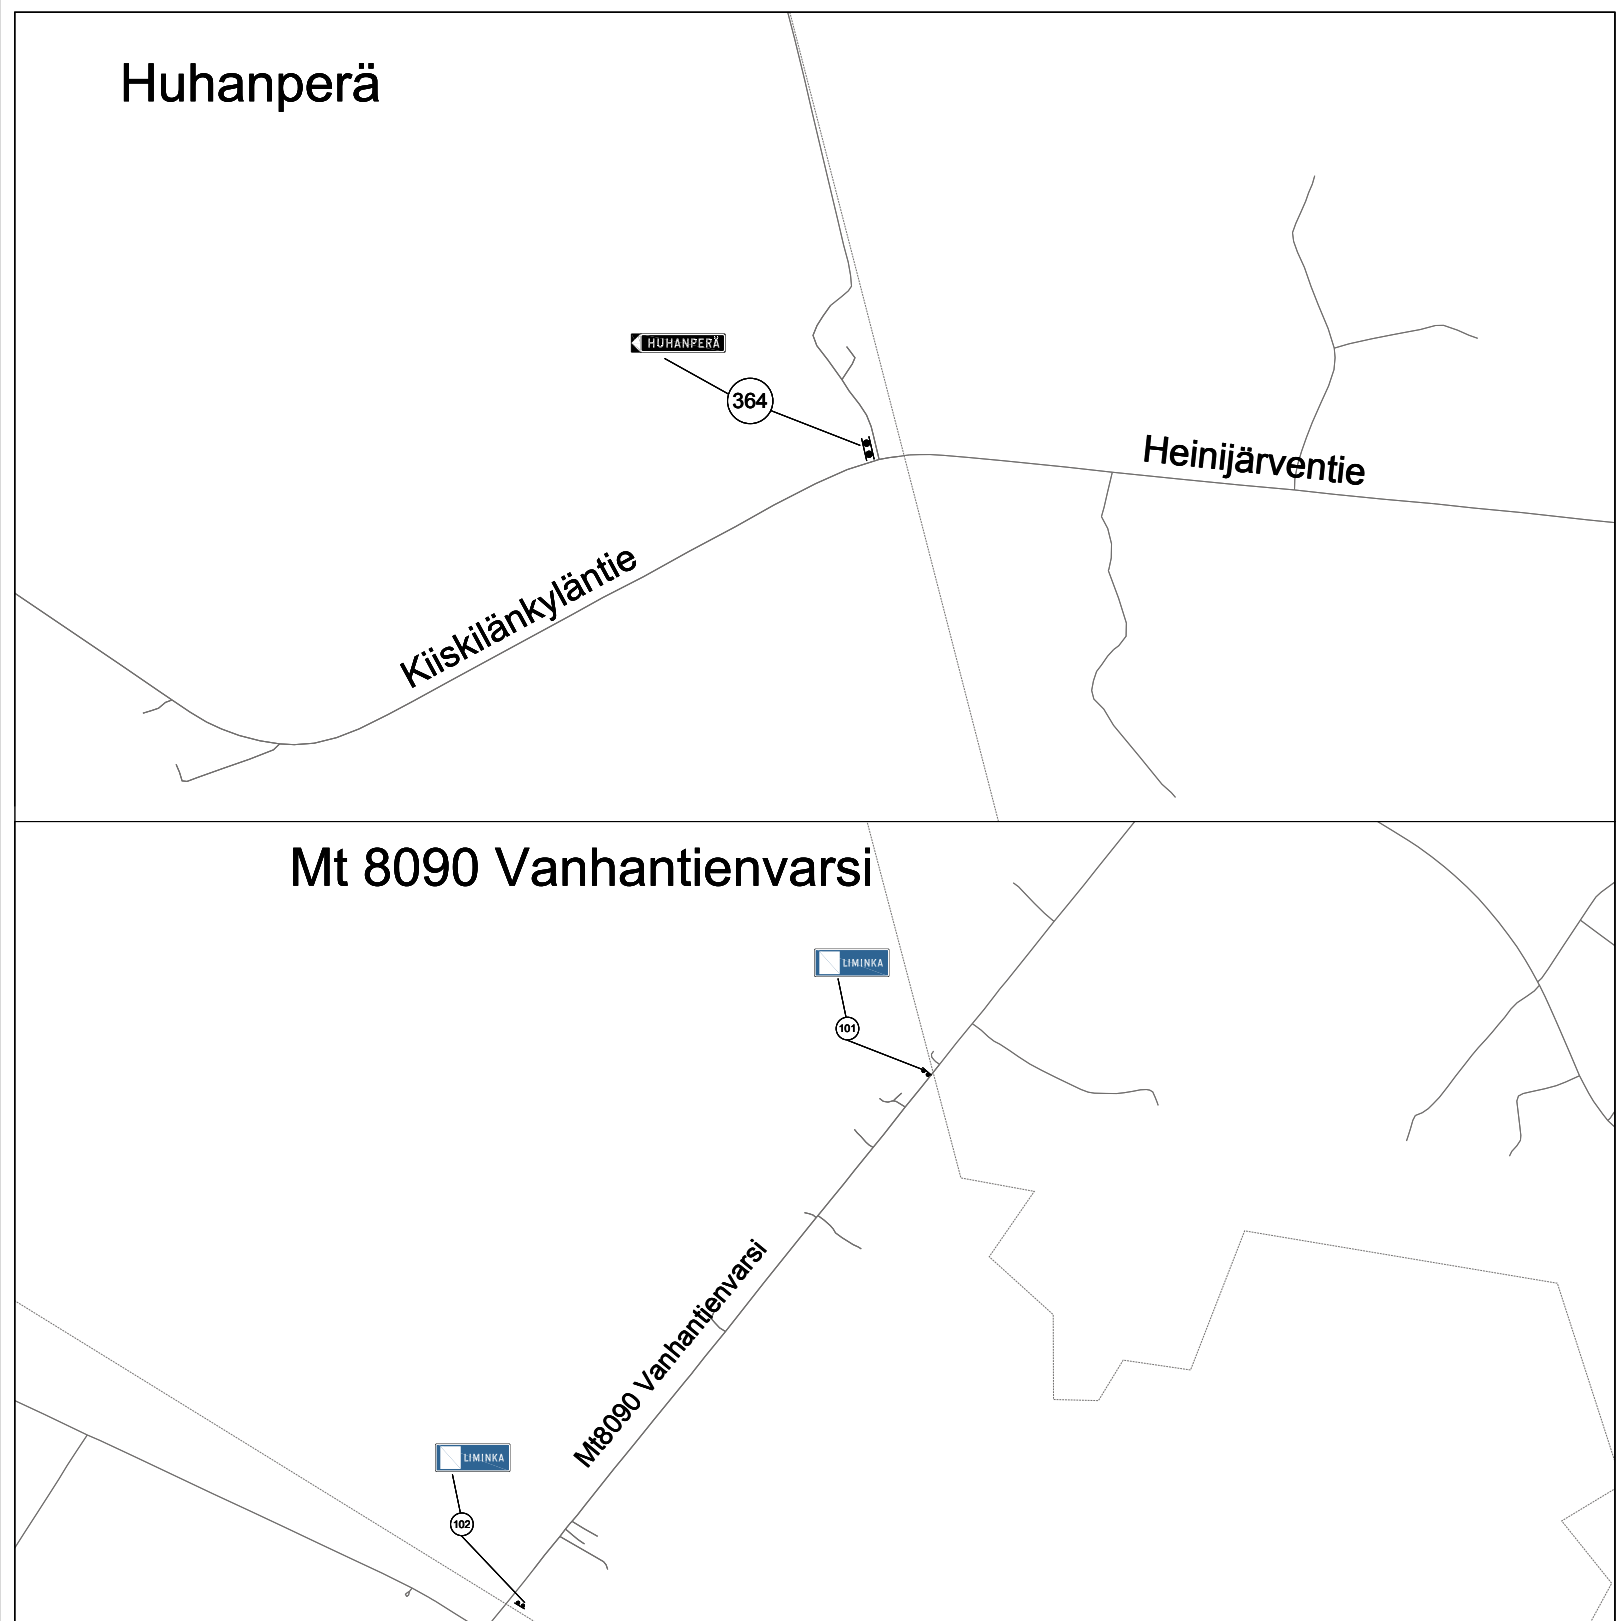 Huhanperä
HUHANPERÄ
364
Heinijärventie
Kiiskilänkyläntie
Mt 8090 Vanhantienvarsi
LIMINKA
101
Mt8090 Vanhantienvarsi
LIMINKA
102